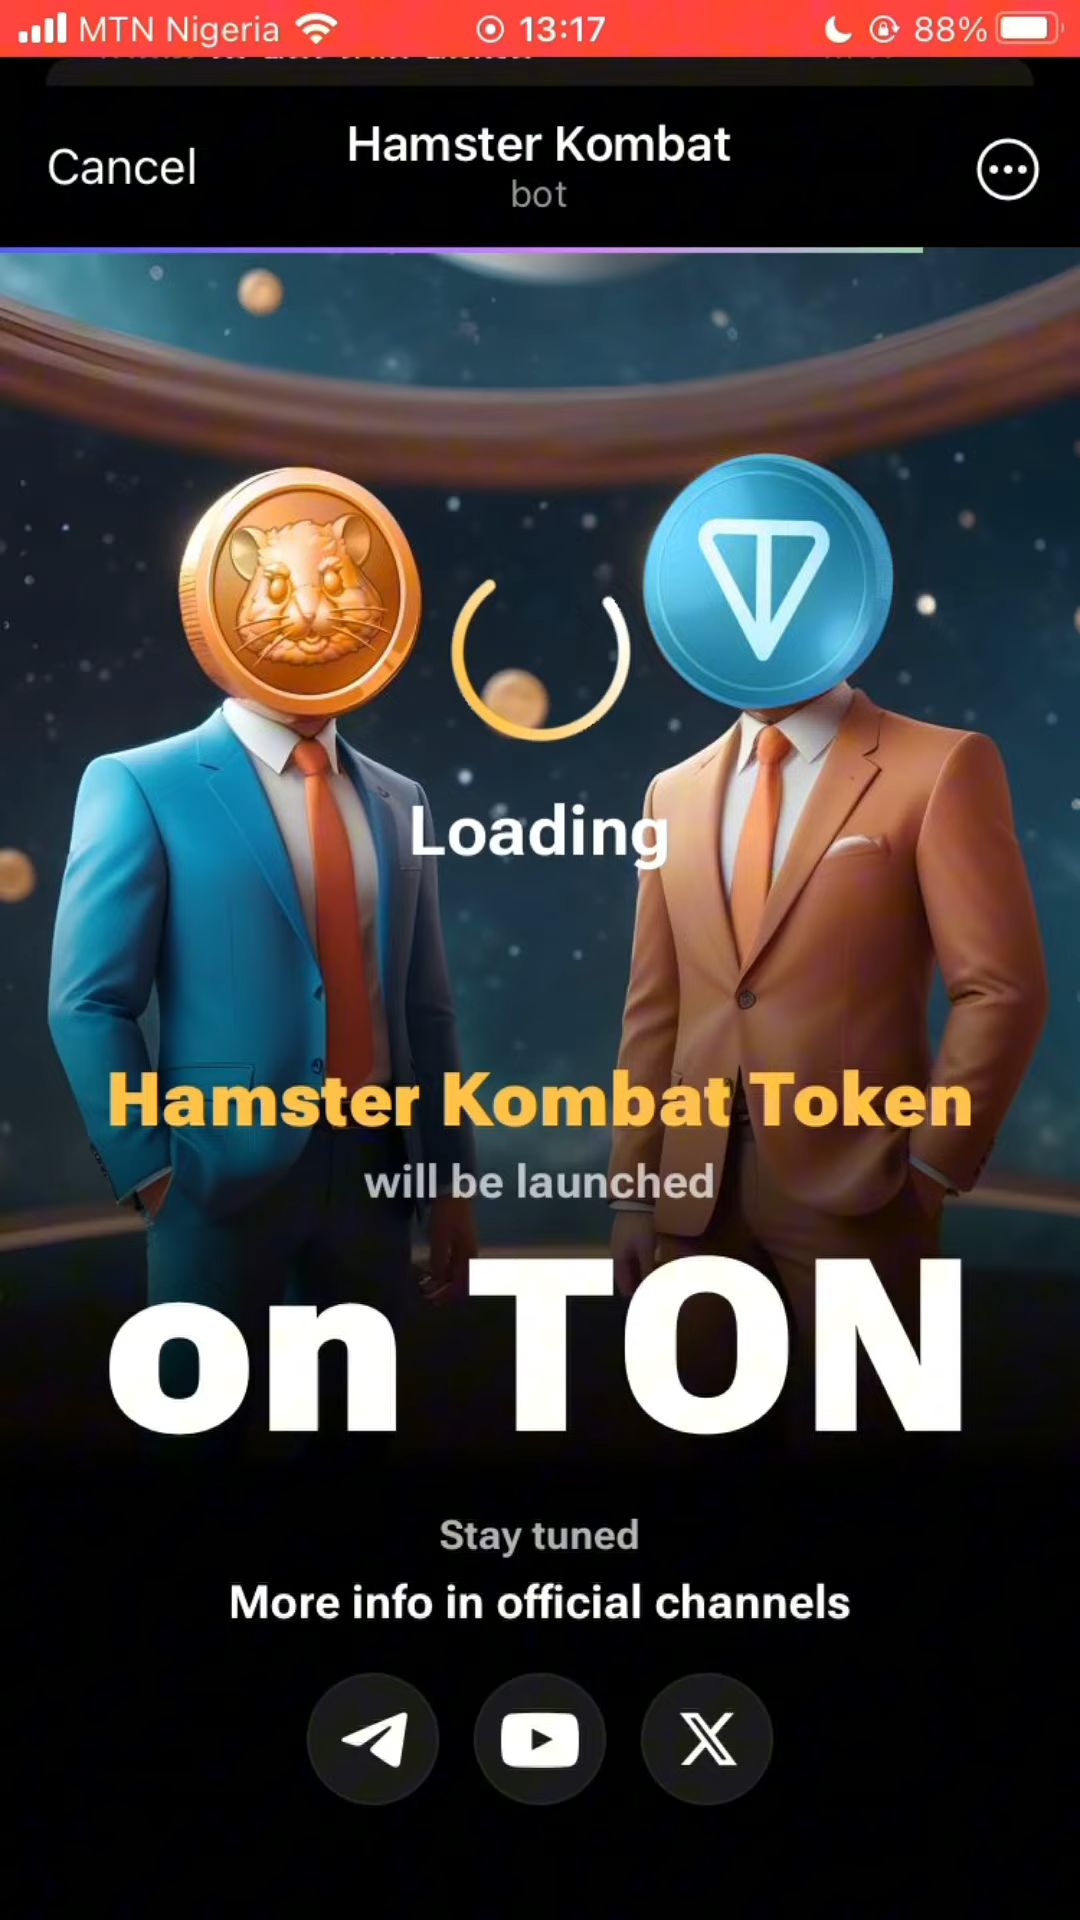 MTN Nigeria
13:17
88%
Cancel
Hamster Kombat
bot
Loading
Hamster Kombat Token
will be launched
on TON
Stay tuned
More info in official channels